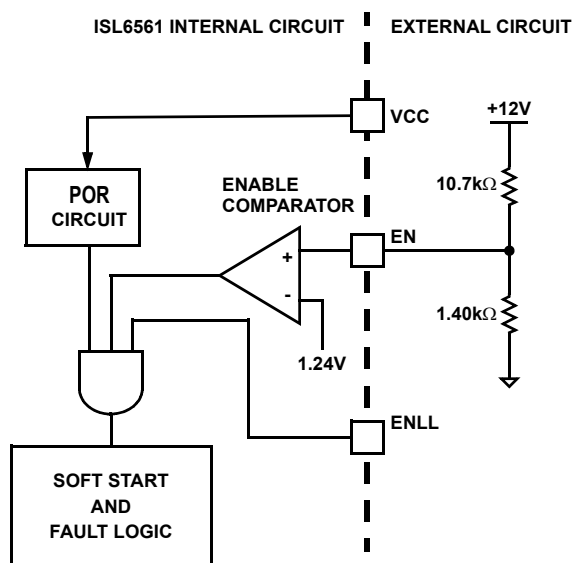 ISL6561 INTERNAL CIRCUIT
EXTERNAL CIRCUIT
VCC
+12V
POR
CIRCUIT
ENABLE
COMPARATOR
10.7kΩ
EN
+
-
1.40kΩ
1.24V
ENLL
SOFT START
AND
FAULT LOGIC